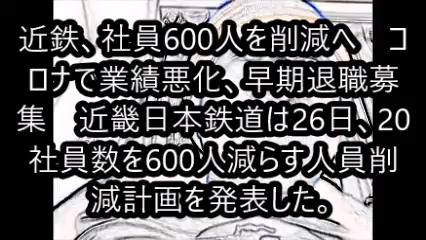 近鉄、社員600人を削減へ　コ
ロナで業績悪化、早期退職募
集　近畿日本鉄道は26日、20
社員数を600人減らす人員削
減計画を発表した。